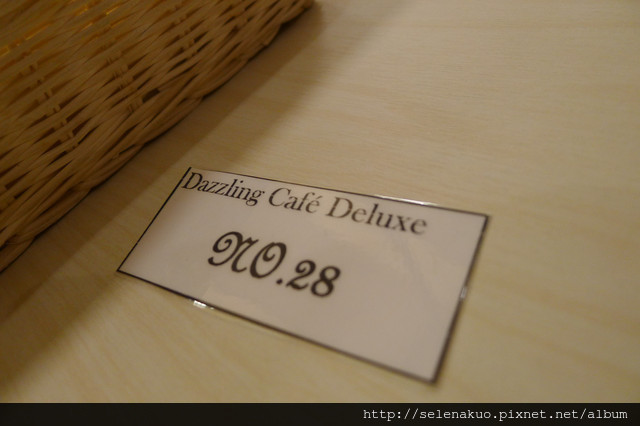 Dazzling Café Deluxe
NO.28
http://selenakuo.pixnet.net/album